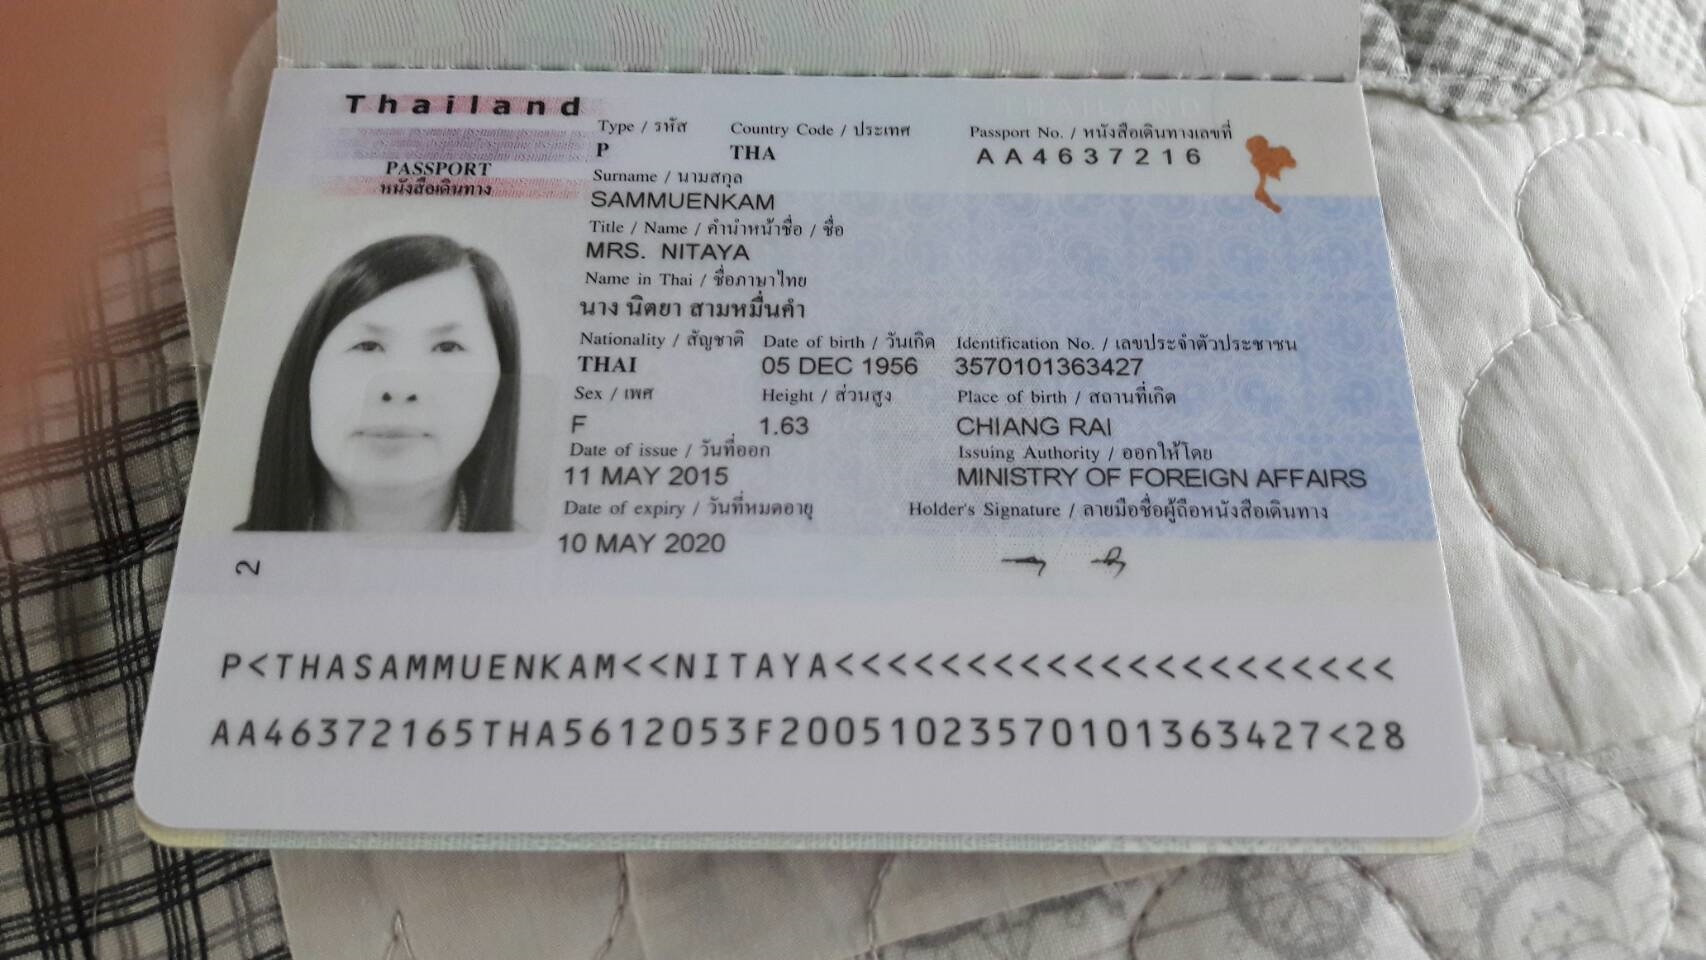 Thailand
PASSPORT
หนังสือเดินทาง
Type / รหัส Country Code / ประเทศ Passport No. / หนังสือเดินทางเลขที่
P THA AA4637216
Surname / นามสกุล
SAMMUENKAM
Title / Name / คำนำหน้าชื่อ / ชื่อ
MRS. NITAYA
Name in Thai / ชื่อภาษาไทย
นาง นิตยา สามหมื่นคำ
Nationality / สัญชาติ Date of birth / วันเกิด Identification No. / เลขประจำตัวประชาชน
THAI 05 DEC 1956 3570101363427
Sex / เพศ Height / ส่วนสูง Place of birth / สถานที่เกิด
F 1.63 CHIANG RAI
Date of issue / วันที่ออก Issuing Authority / ออกให้โดย
11 MAY 2015 MINISTRY OF FOREIGN AFFAIRS
Date of expiry / วันที่หมดอายุ Holder's Signature / ลายมือชื่อผู้ถือหนังสือเดินทาง
10 MAY 2020
2
P<THASAMMUENKAM<<NITAYA<<<<<<<<<<<<<<<<<<<<<
AA46372165THA5612053F20051023570101363427<28